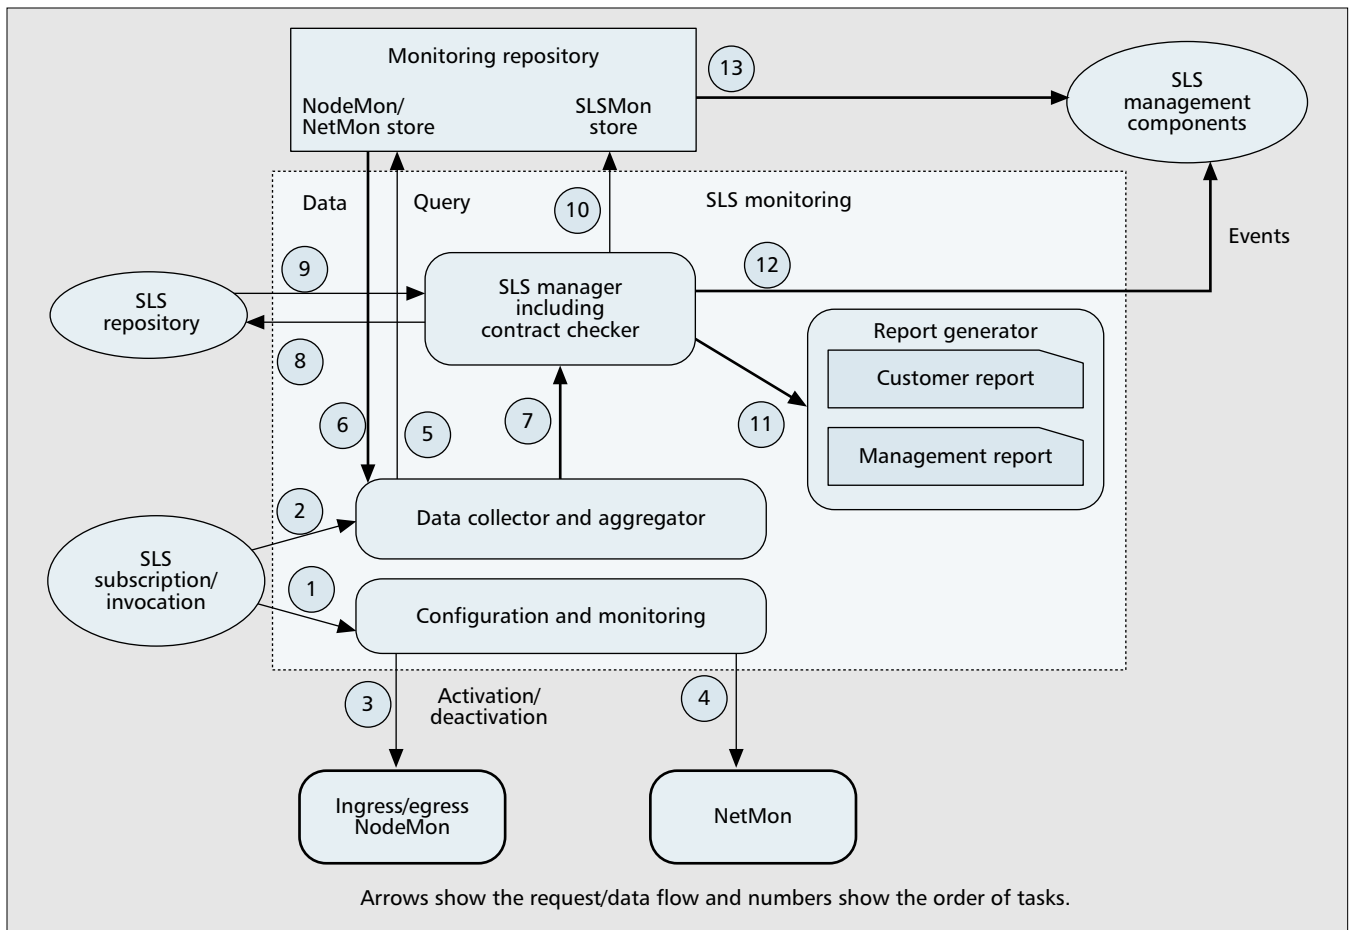 Monitoring repository
NodeMon/
NetMon store
SLSMon
store
13
SLS
management
components
Data
Query
10
SLS monitoring
Events
9
12
SLS
repository
SLS manager
including
contract checker
8
Report generator
Customer report
Management report
6
5
7
11
2
Data collector and aggregator
SLS
subscription/
invocation
1
Configuration and monitoring
3
Activation/
deactivation
4
Ingress/egress
NodeMon
NetMon
Arrows show the request/data flow and numbers show the order of tasks.